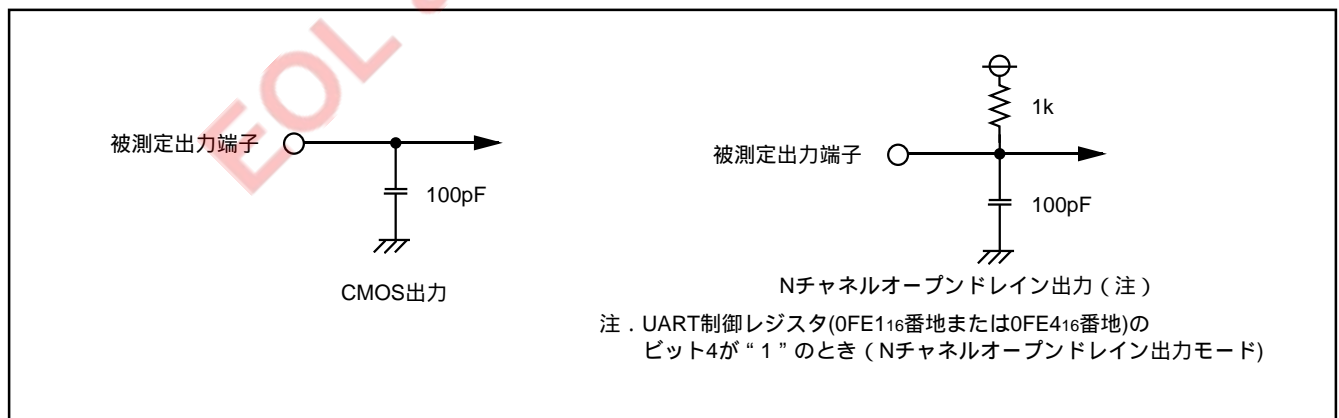 EOL
被測定出力端子
100pF
CMOS出力
1k
被測定出力端子
100pF
Nチャネルオープンドレイン出力(注)
注．UART制御レジスタ(0FE116番地または0FE416番地)の
ビット4が“1”のとき(Nチャネルオープンドレイン出力モード)